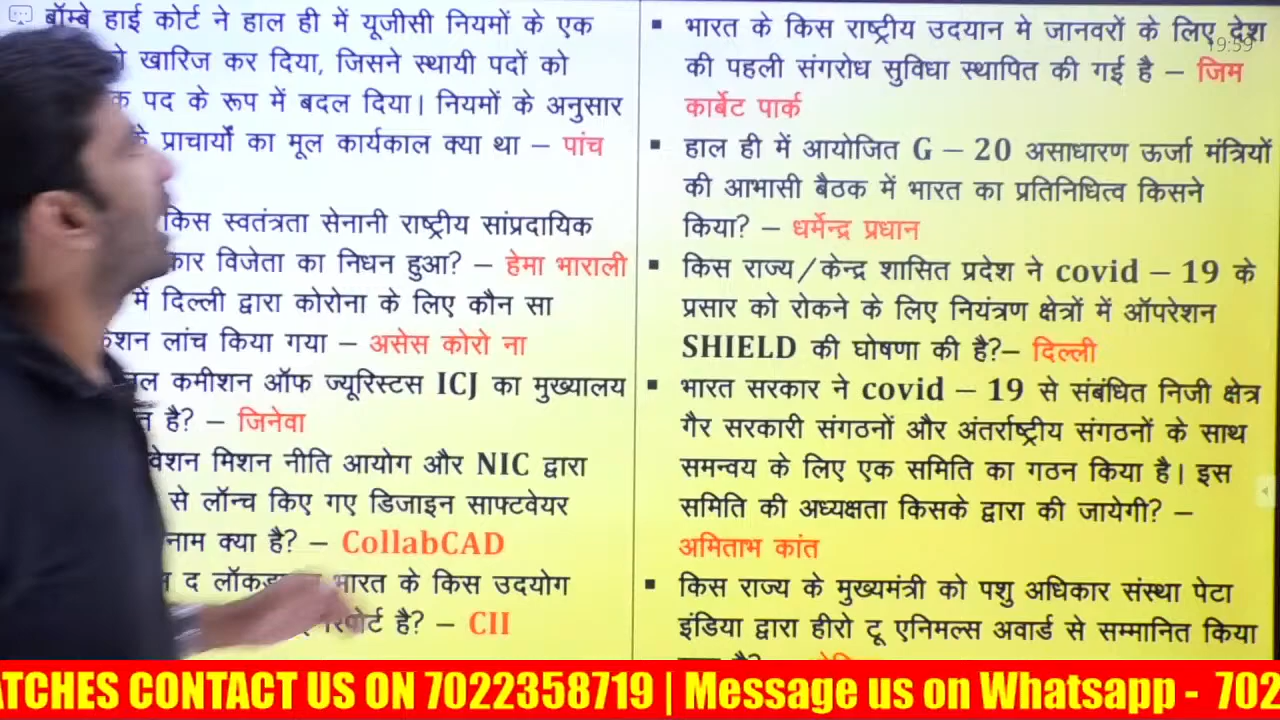 बॉम्बे हाई कोर्ट ने हाल ही में यूजीसी नियमों के एक
खारिज कर दिया, जिसने स्थायी पदों को
पद के रूप में बदल दिया। नियमों के अनुसार
प्राचार्यों का मूल कार्यकाल क्या था – पांच
किस स्वतंत्रता सेनानी राष्ट्रीय सांप्रदायिक
विजेता का निधन हुआ? – हेमा भाराली
में दिल्ली द्वारा कोरोना के लिए कौन सा
लांच किया गया – असेस कोरो ना
कमीशन ऑफ ज्यूरिस्टस ICJ का मुख्यालय
है? – जिनेवा
मिशन नीति आयोग और NIC द्वारा
से लॉन्च किए गए डिजाइन साफ्टवेयर
नाम क्या है? – CollabCAD
द भारत के किस उदयोग
है? – CII
▪ भारत के किस राष्ट्रीय उदयान मे जानवरों के लिए देश
की पहली संगरोध सुविधा स्थापित की गई है – जिम
कार्बेट पार्क
▪ हाल ही में आयोजित G – 20 असाधारण ऊर्जा मंत्रियों
की आभासी बैठक में भारत का प्रतिनिधित्व किसने
किया? – धर्मेन्द्र प्रधान
▪ किस राज्य/केन्द्र शासित प्रदेश ने covid – 19 के
प्रसार को रोकने के लिए नियंत्रण क्षेत्रों में ऑपरेशन
SHIELD की घोषणा की है?– दिल्ली
▪ भारत सरकार ने covid – 19 से संबंधित निजी क्षेत्र
गैर सरकारी संगठनों और अंतर्राष्ट्रीय संगठनों के साथ
समन्वय के लिए एक समिति का गठन किया है। इस
समिति की अध्यक्षता किसके द्वारा की जायेगी? –
अमिताभ कांत
▪ किस राज्य के मुख्यमंत्री को पशु अधिकार संस्था पेटा
इंडिया द्वारा हीरो टू एनिमल्स अवार्ड से सम्मानित किया
19:59
ATCHES CONTACT US ON 7022358719 | Message us on Whatsapp - 702